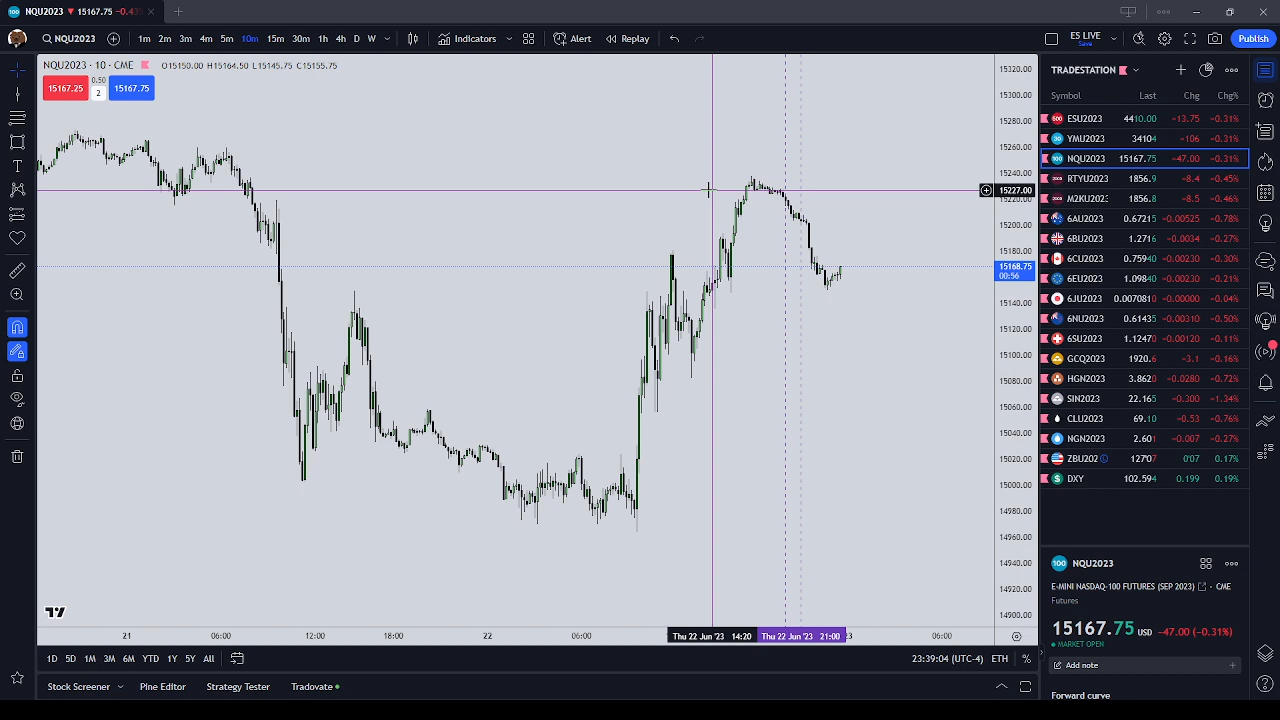 NQU2023 ▼ 15167.75 −0.43
NQU2023 1m 2m 3m 4m 5m 10m 15m 30m 1h 4h D W Indicators Alert Replay ES LIVE Save Publish
NQU2023 · 10 · CME O15150.00 H15164.50 L15145.75 C15155.75
15167.25 0.50 2 15167.75
15320.00
15300.00
15280.00
15260.00
15240.00
15227.00
15220.00
15200.00
15180.00
15168.75
00:56
15140.00
15120.00
15100.00
15080.00
15060.00
15040.00
15020.00
15000.00
14980.00
14960.00
14940.00
14920.00
14900.00
21 06:00 12:00 18:00 22 06:00 Thu 22 Jun '23 14:20 Thu 22 Jun '23 21:00 23 06:00
1D 5D 1M 3M 6M YTD 1Y 5Y All 23:39:04 (UTC-4) ETH %
Stock Screener Pine Editor Strategy Tester Tradovate
TRADESTATION
Symbol Last Chg Chg%
ESU2023 4410.00 −13.75 −0.31%
YMU2023 34104 −106 −0.31%
NQU2023 15167.75 −47.00 −0.31%
RTYU2023 1856.9 −8.4 −0.45%
M2KU2023 1856.8 −8.5 −0.46%
6AU2023 0.67215 −0.00525 −0.78%
6BU2023 1.2716 −0.0034 −0.27%
6CU2023 0.75940 −0.00230 −0.30%
6EU2023 1.09840 −0.00230 −0.21%
6JU2023 0.0070810 −0.00000 −0.04%
6NU2023 0.61435 −0.00310 −0.50%
6SU2023 1.12470 −0.00120 −0.11%
GCQ2023 1920.6 −3.1 −0.16%
HGN2023 3.8620 −0.0280 −0.72%
SIN2023 22.165 −0.300 −1.34%
CLU2023 69.10 −0.53 −0.76%
NGN2023 2.601 −0.007 −0.27%
ZBU202 127'07 0'07 0.17%
DXY 102.594 0.199 0.19%
NQU2023
E-MINI NASDAQ-100 FUTURES (SEP 2023) · CME
Futures
15167.75 USD −47.00 (−0.31%)
MARKET OPEN
Add note
Forward curve